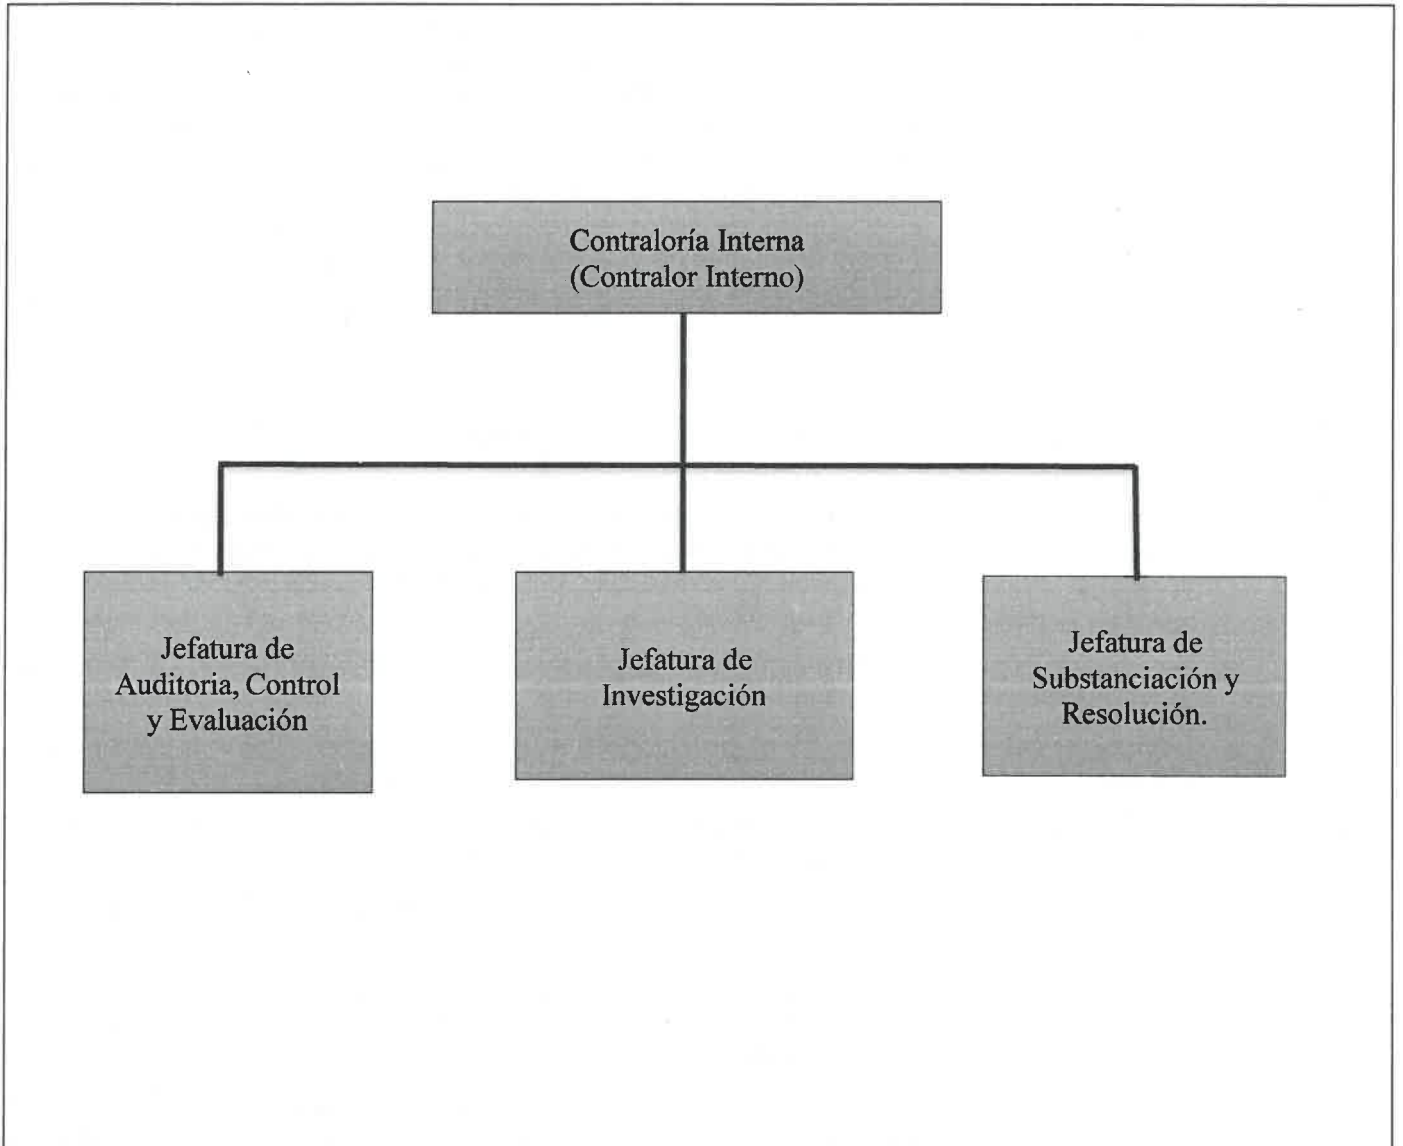 Contraloría Interna
(Contralor Interno)
Jefatura de
Auditoria, Control
y Evaluación
Jefatura de
Investigación
Jefatura de
Substanciación y
Resolución.